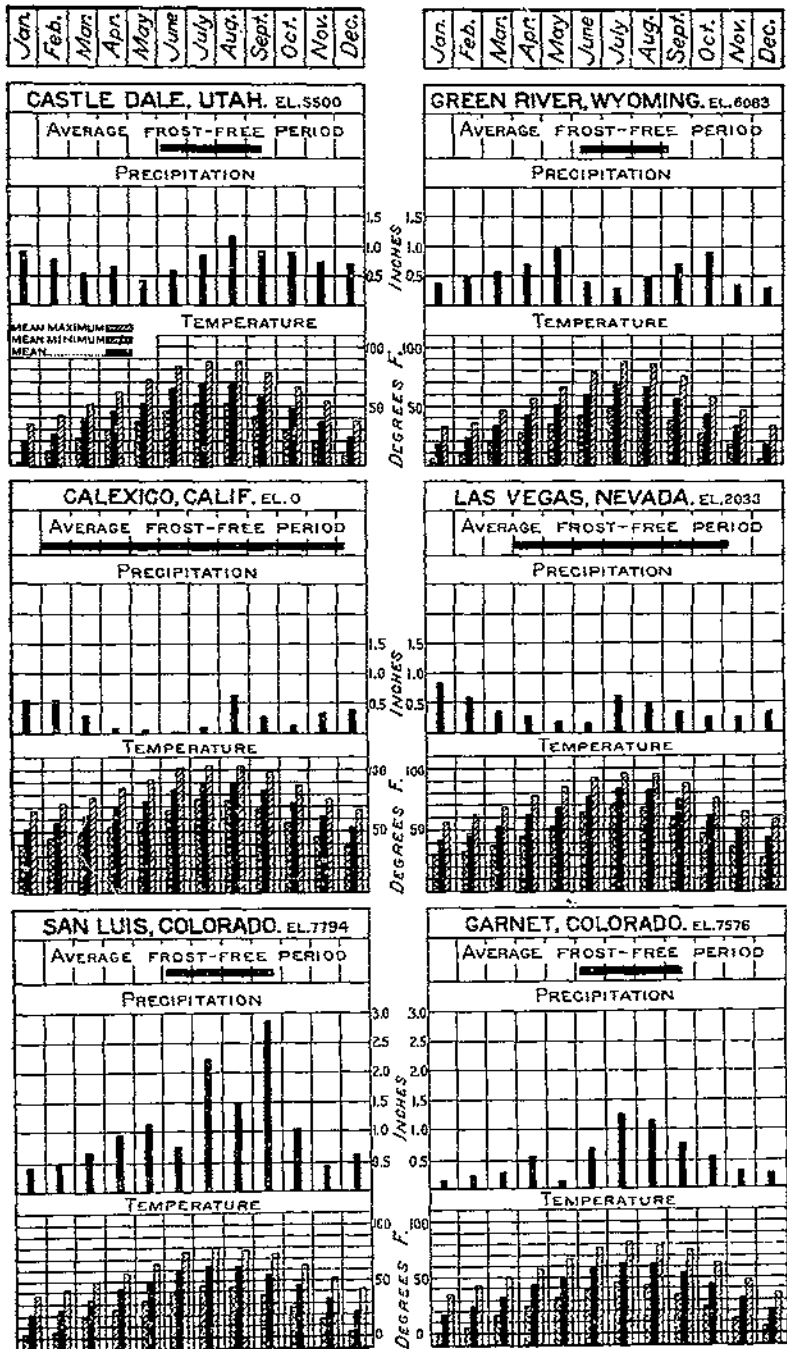 Jan. Feb. Mar. Apr. May June July Aug. Sept. Oct. Nov. Dec.
Jan. Feb. Mar. Apr. May June July Aug. Sept. Oct. Nov. Dec.
CASTLE DALE, UTAH. EL.5500
AVERAGE FROST-FREE PERIOD
PRECIPITATION
1.5
1.0
0.5
INCHES
TEMPERATURE
MEAN MAXIMUM
MEAN MINIMUM
MEAN
100
50
DEGREES F.
GREEN RIVER, WYOMING. EL.6083
AVERAGE FROST-FREE PERIOD
PRECIPITATION
1.5
1.0
0.5
TEMPERATURE
100
50
CALEXICO, CALIF. EL.0
AVERAGE FROST-FREE PERIOD
PRECIPITATION
1.5
1.0
0.5
INCHES
TEMPERATURE
100
50
DEGREES F.
LAS VEGAS, NEVADA. EL.2033
AVERAGE FROST-FREE PERIOD
PRECIPITATION
1.5
1.0
0.5
TEMPERATURE
100
50
SAN LUIS, COLORADO. EL.7794
AVERAGE FROST-FREE PERIOD
PRECIPITATION
3.0
2.5
2.0
1.5
1.0
0.5
INCHES
TEMPERATURE
100
50
0
DEGREES F.
GARNET, COLORADO. EL.7576
AVERAGE FROST-FREE PERIOD
PRECIPITATION
3.0
2.5
2.0
1.5
1.0
0.5
TEMPERATURE
100
50
0